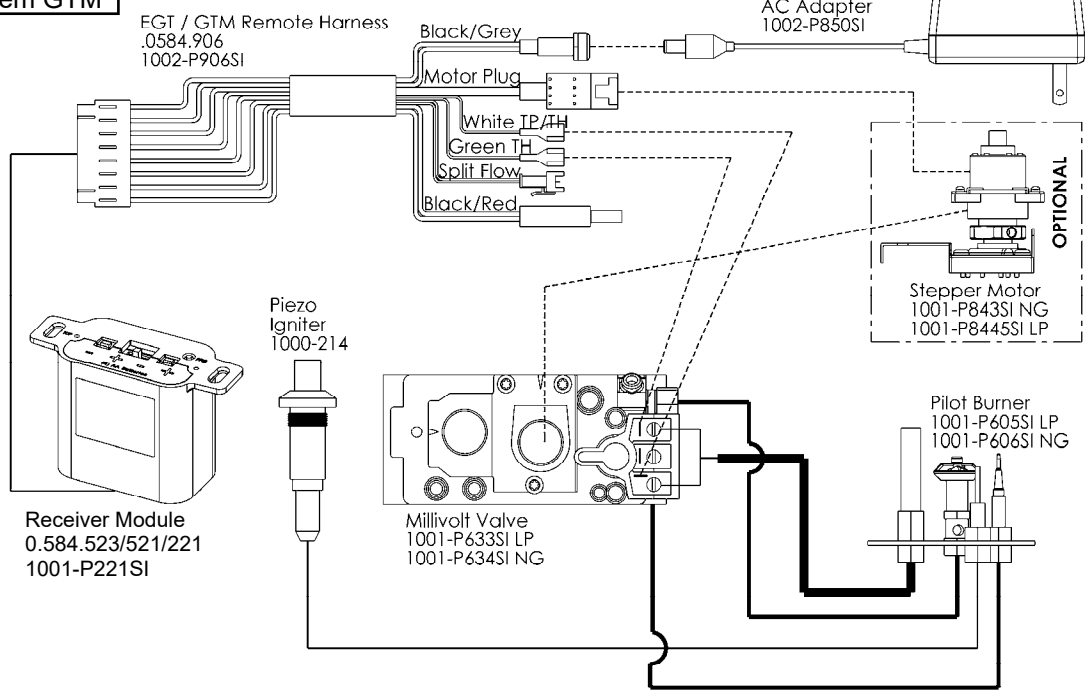 GTM
AC Adapter
1002-P850SI
EGT / GTM Remote Harness
.0584.906
1002-P906SI
Black/Grey
Motor Plug
White TP/TH
Green TH
Split Flow
Black/Red
OPTIONAL
Stepper Motor
1001-P843SI NG
1001-P8445SI LP
Piezo
Igniter
1000-214
Receiver Module
0.584.523/521/221
1001-P221SI
Millivolt Valve
1001-P633SI LP
1001-P634SI NG
Pilot Burner
1001-P605SI LP
1001-P606SI NG